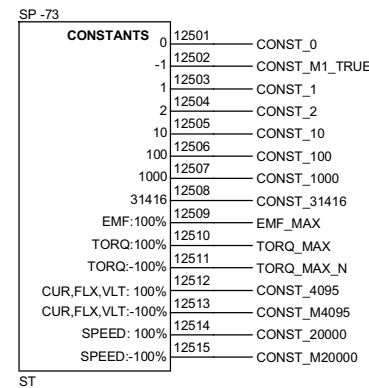 SP -73
CONSTANTS
0 12501 CONST_0
-1 12502 CONST_M1_TRUE
1 12503 CONST_1
2 12504 CONST_2
10 12505 CONST_10
100 12506 CONST_100
1000 12507 CONST_1000
31416 12508 CONST_31416
EMF:100% 12509 EMF_MAX
TORQ:100% 12510 TORQ_MAX
TORQ:-100% 12511 TORQ_MAX_N
CUR,FLX,VLT: 100% 12512 CONST_4095
CUR,FLX,VLT:-100% 12513 CONST_M4095
SPEED: 100% 12514 CONST_20000
SPEED:-100% 12515 CONST_M20000
ST